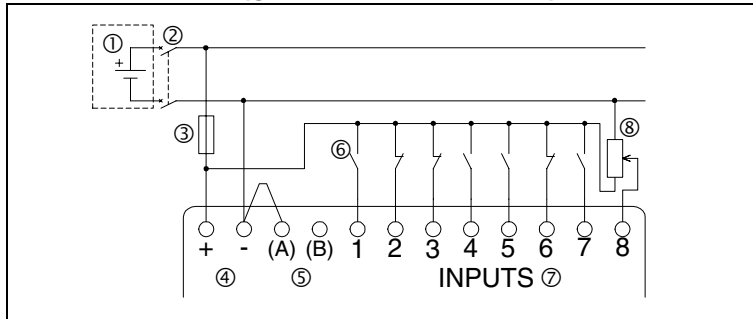 ① ②
+
③ ⑥ ⑧
+ - (A) (B) 1 2 3 4 5 6 7 8
④ ⑤ INPUTS ⑦